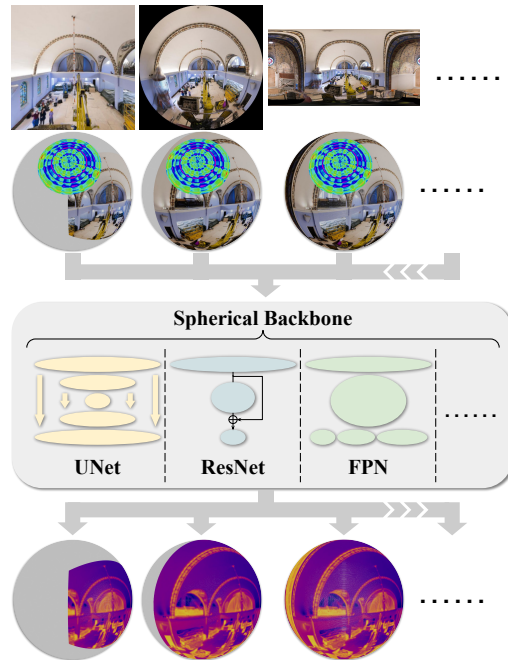 ......
......
Spherical Backbone
......
UNet
ResNet
FPN
......